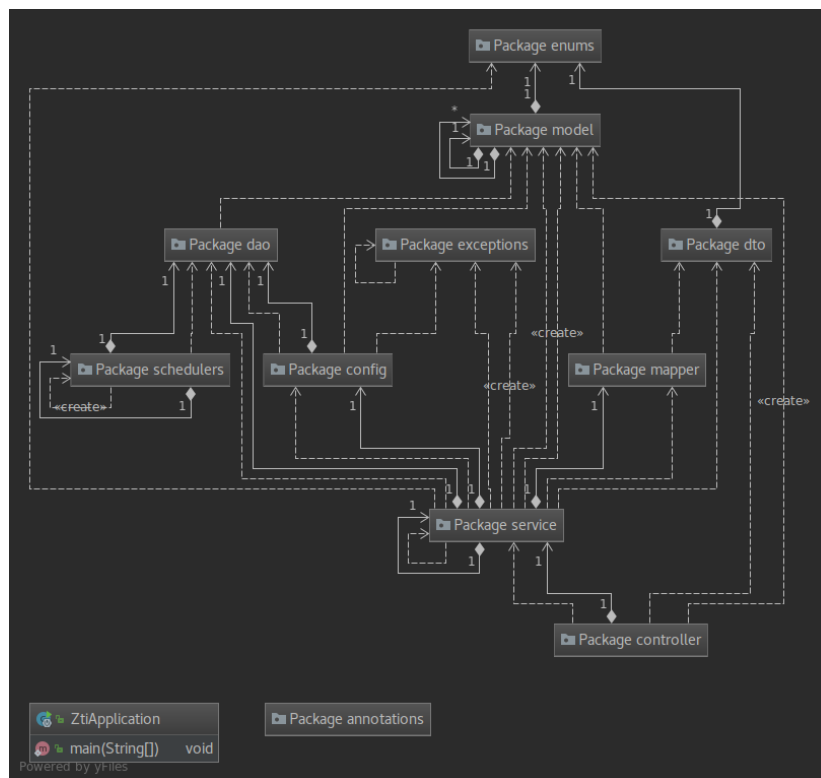 Package enums
1
1
1
*
Package model
1
1
1
1
Package dao
Package exceptions
Package dto
1
1
1
«create»
1
1
1
Package schedulers
Package config
Package mapper
«create»
«create»
«create»
1
1
1
1
1
1
1
Package service
1
1
1
Package controller
ZtiApplication
Package annotations
main(String[]) void
Powered by yFiles